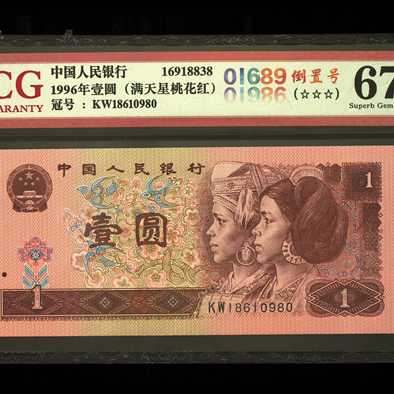 CG
ARANTY
中国人民银行 16918838
1996年壹圆（满天星桃花红）
冠号：KW18610980
01689 倒置号
01986 (☆☆☆)
67
Superb Gem
中国人民银行
壹圆
1
1
1
KW18610980